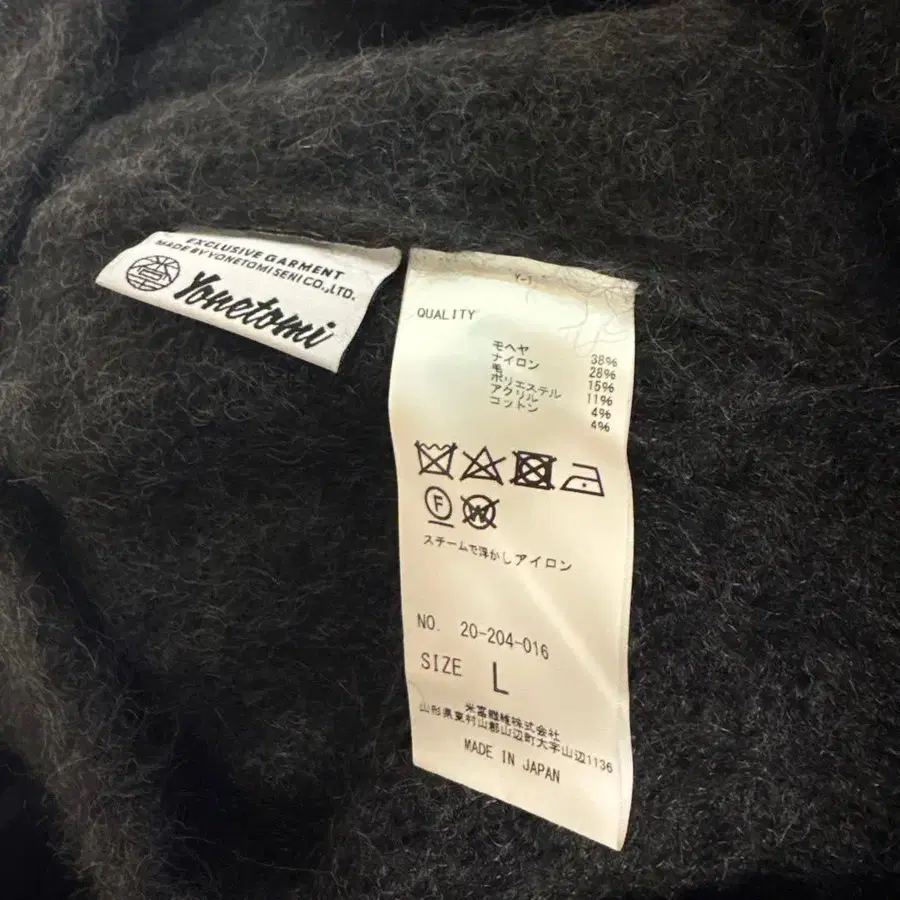 EXCLUSIVE GARMENT
MADE BY YONETOMI SENI CO.,LTD.
Yonetomi
QUALITY
モヘヤ 38%
ナイロン 28%
毛 15%
ポリエステル 11%
アクリル 4%
コットン 4%
F
W
スチームで浮かしアイロン
NO. 20-204-016
SIZE L
米富繊維株式会社
山形県東村山郡山辺町大字山辺1136
MADE IN JAPAN